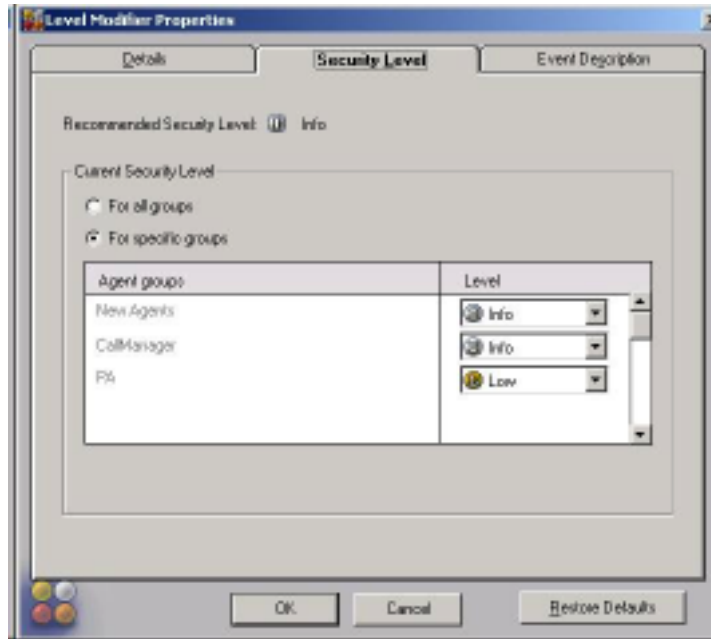 Level Modifier Properties
Details
Security Level
Event Description
Recommended Security Level: Info
Current Security Level
For all groups
For specific groups
Agent groups Level
New Agents Info
CallManager Info
PA Low
OK Cancel Restore Defaults